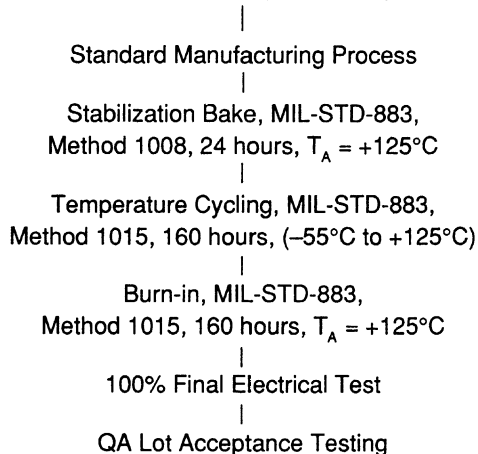 Standard Manufacturing Process
Stabilization Bake, MIL-STD-883,
Method 1008, 24 hours, T_A = +125°C
Temperature Cycling, MIL-STD-883,
Method 1015, 160 hours, (–55°C to +125°C)
Burn-in, MIL-STD-883,
Method 1015, 160 hours, T_A = +125°C
100% Final Electrical Test
QA Lot Acceptance Testing